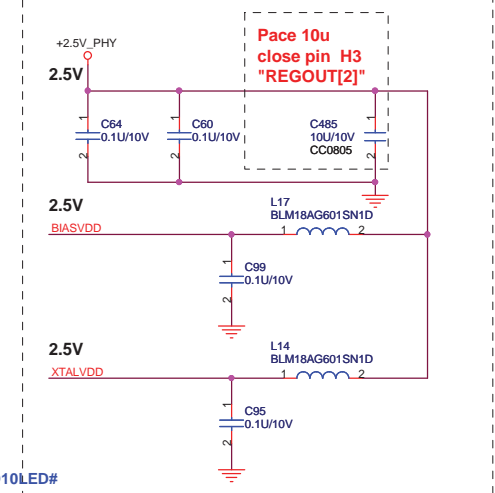 +2.5V_PHY
Pace 10u
close pin H3
"REGOUT[2]"
2.5V
1
C64
0.1U/10V
2
1
C60
0.1U/10V
2
1
C485
10U/10V
CC0805
2
2.5V
BIASVDD
L17
BLM18AG601SN1D
1
2
1
C99
0.1U/10V
2
2.5V
XTALVDD
L14
BLM18AG601SN1D
1
2
1
C95
0.1U/10V
2
10LED#